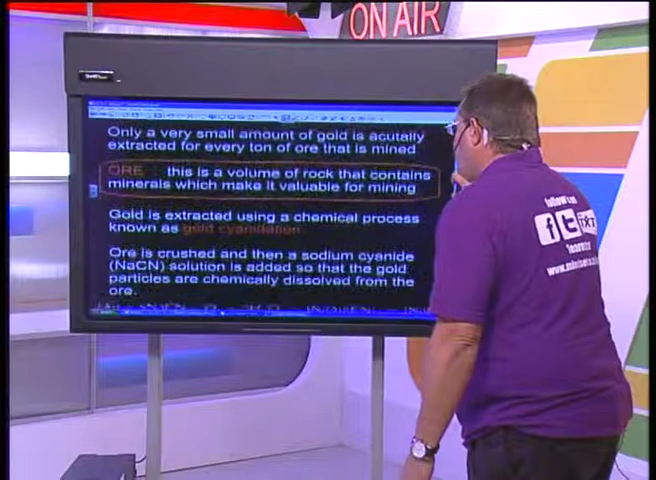 ON AIR
Only a very small amount of gold is acutally
extracted for every ton of ore that is mined
ORE : this is a volume of rock that contains
minerals which make it valuable for mining
Gold is extracted using a chemical process
known as gold cyanidation
Ore is crushed and then a sodium cyanide
(NaCN) solution is added so that the gold
particles are chemically dissolved from the
ore.
follow us
f t TXT